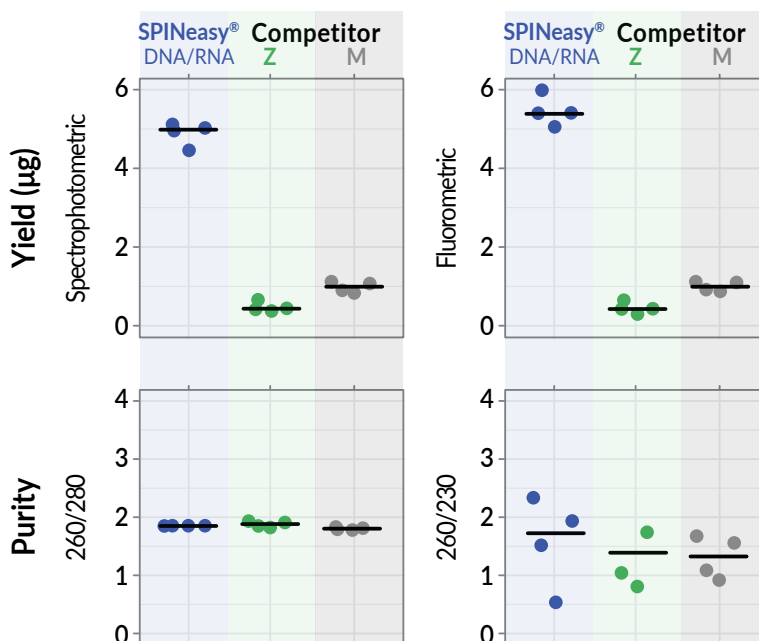 SPINeasy® Competitor
DNA/RNA Z M
SPINeasy® Competitor
DNA/RNA Z M
Yield (µg)
Spectrophotometric
6
4
2
0
Fluorometric
6
4
2
0
Purity
260/280
4
3
2
1
0
260/230
4
3
2
1
0